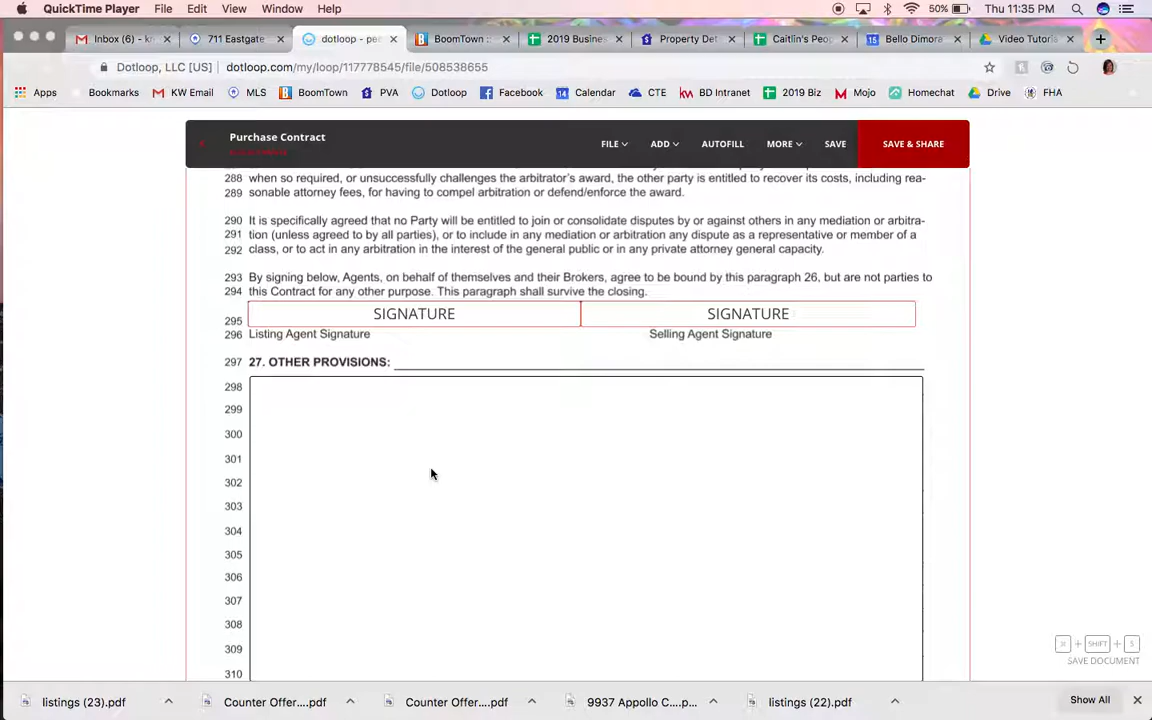 QuickTime Player File Edit View Window Help 50% Thu 11:35 PM
Inbox (6) - kr 711 Eastgate dotloop - per BoomTown : 2019 Busine Property Det Caitlin's Peop Bello Dimora Video Tutoria
Dotloop, LLC [US] dotloop.com/my/loop/117778545/file/508538655
Apps Bookmarks KW Email MLS BoomTown PVA Dotloop Facebook Calendar CTE BD Intranet 2019 Biz Mojo Homechat Drive FHA
Purchase Contract
FILE ADD AUTOFILL MORE SAVE SAVE & SHARE
288 when so required, or unsuccessfully challenges the arbitrator's award, the other party is entitled to recover its costs, including rea-
289 sonable attorney fees, for having to compel arbitration or defend/enforce the award.
290 It is specifically agreed that no Party will be entitled to join or consolidate disputes by or against others in any mediation or arbitra-
291 tion (unless agreed to by all parties), or to include in any mediation or arbitration any dispute as a representative or member of a
292 class, or to act in any arbitration in the interest of the general public or in any private attorney general capacity.
293 By signing below, Agents, on behalf of themselves and their Brokers, agree to be bound by this paragraph 26, but are not parties to
294 this Contract for any other purpose. This paragraph shall survive the closing.
295 SIGNATURE SIGNATURE
296 Listing Agent Signature Selling Agent Signature
297 27. OTHER PROVISIONS:
298
299
300
301
302
303
304
305
306
307
308
309
310
⌘ + SHIFT + S
SAVE DOCUMENT
listings (23).pdf Counter Offer....pdf Counter Offer....pdf 9937 Appollo C....p... listings (22).pdf Show All